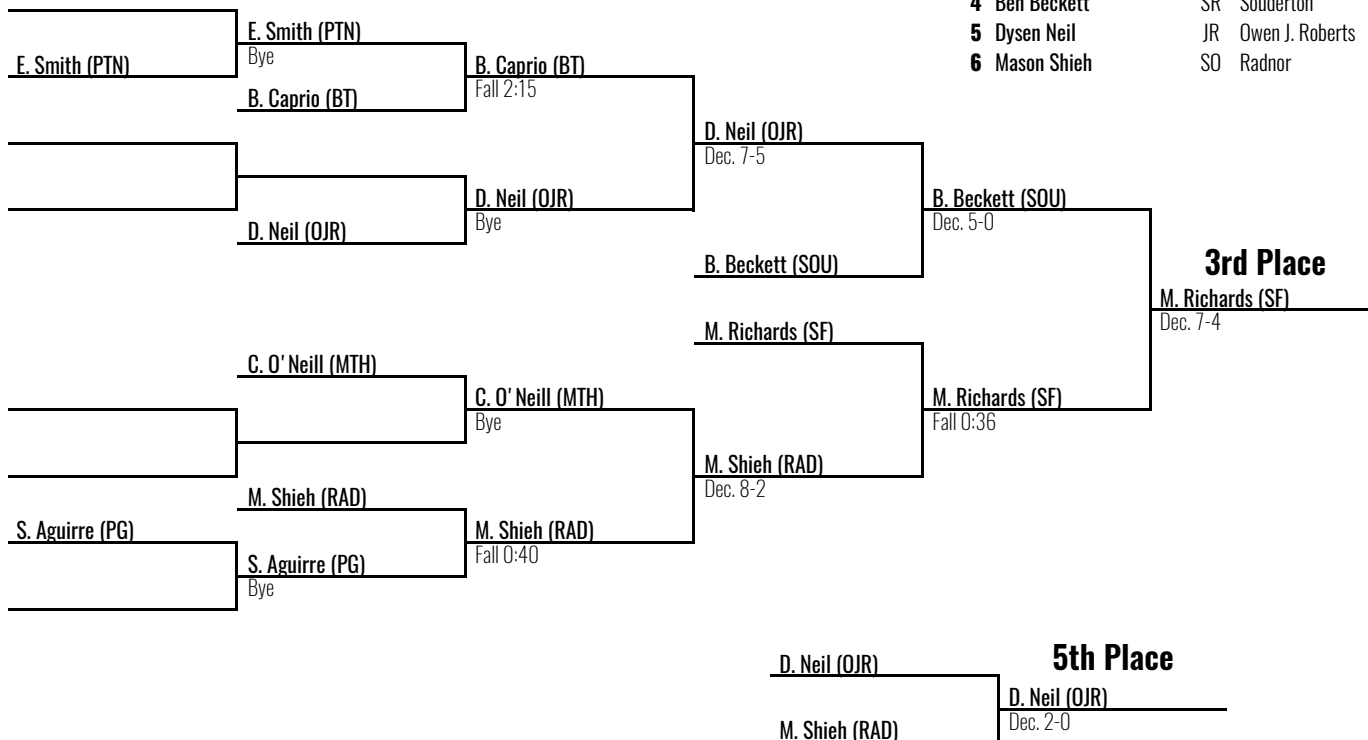 4 Ben Beckett SR Souderton
5 Dysen Neil JR Owen J. Roberts
6 Mason Shieh SO Radnor
E. Smith (PTN)
Bye
E. Smith (PTN)
B. Caprio (BT)
Fall 2:15
B. Caprio (BT)
D. Neil (OJR)
Dec. 7-5
D. Neil (OJR)
Bye
D. Neil (OJR)
B. Beckett (SOU)
Dec. 5-0
B. Beckett (SOU)
3rd Place
M. Richards (SF)
Dec. 7-4
M. Richards (SF)
C. O'Neill (MTH)
C. O'Neill (MTH)
Bye
M. Richards (SF)
Fall 0:36
M. Shieh (RAD)
Dec. 8-2
M. Shieh (RAD)
S. Aguirre (PG)
M. Shieh (RAD)
Fall 0:40
S. Aguirre (PG)
Bye
5th Place
D. Neil (OJR)
D. Neil (OJR)
Dec. 2-0
M. Shieh (RAD)